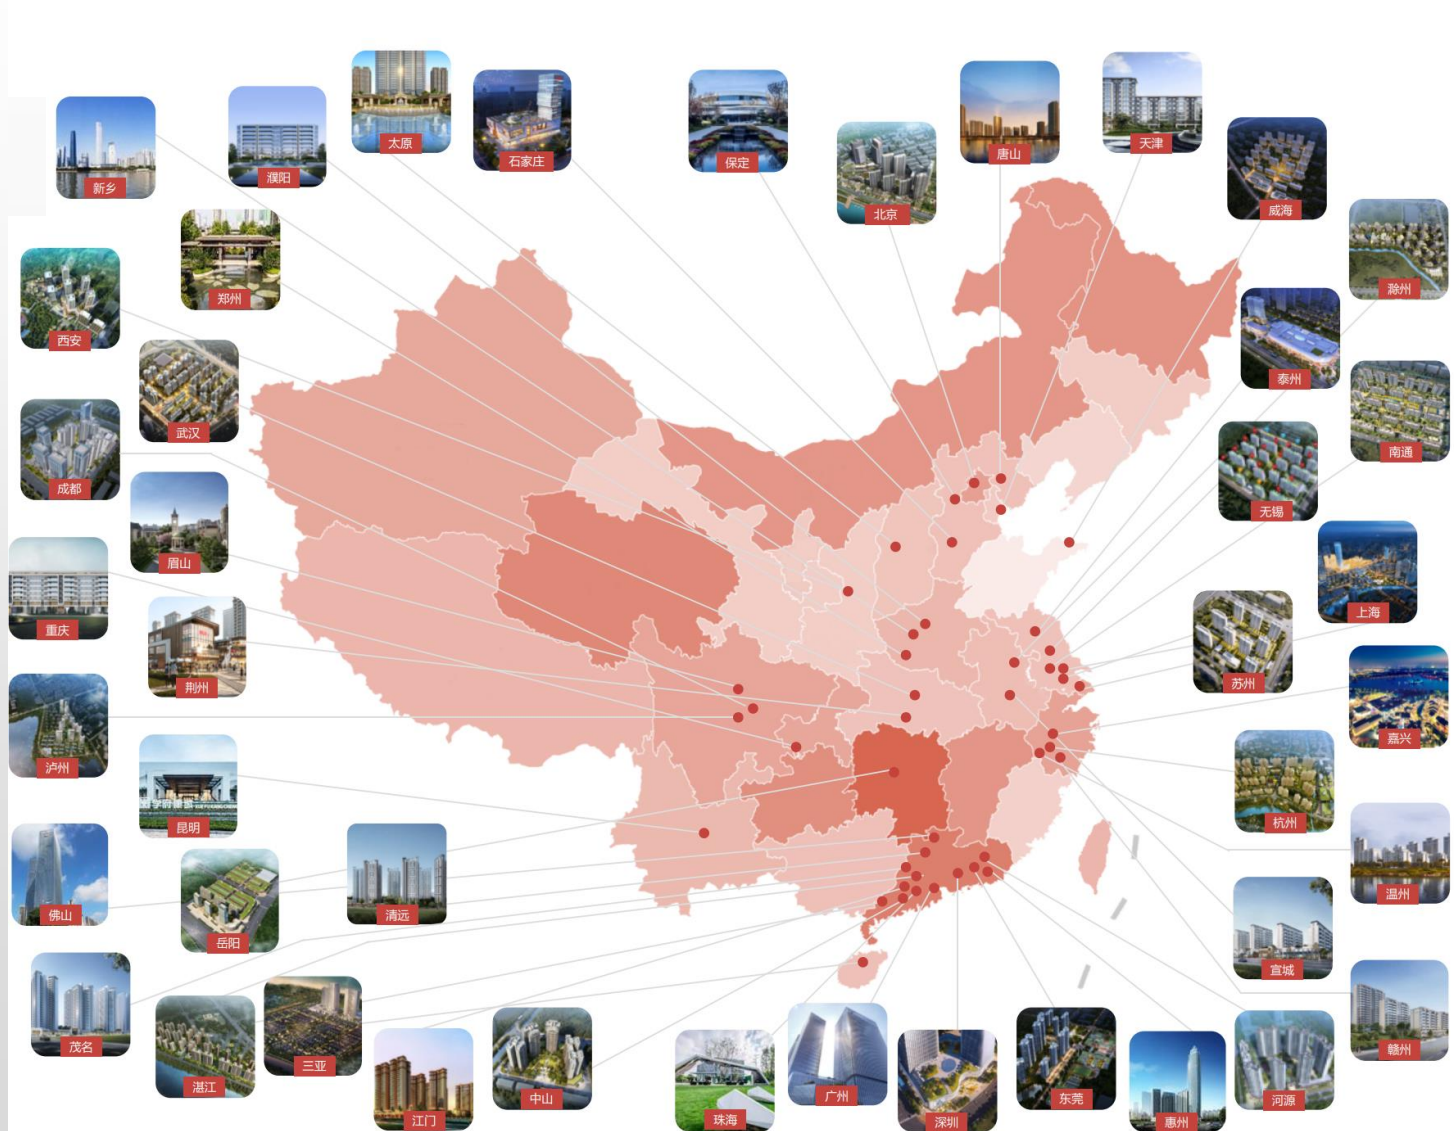 太原
石家庄
保定
唐山
天津
新乡
濮阳
北京
威海
郑州
滁州
西安
泰州
武汉
南通
成都
无锡
眉山
上海
重庆
荆州
苏州
泸州
嘉兴
昆明
杭州
佛山
岳阳
清远
温州
宣城
茂名
湛江
三亚
赣州
江门
中山
珠海
广州
深圳
东莞
惠州
河源